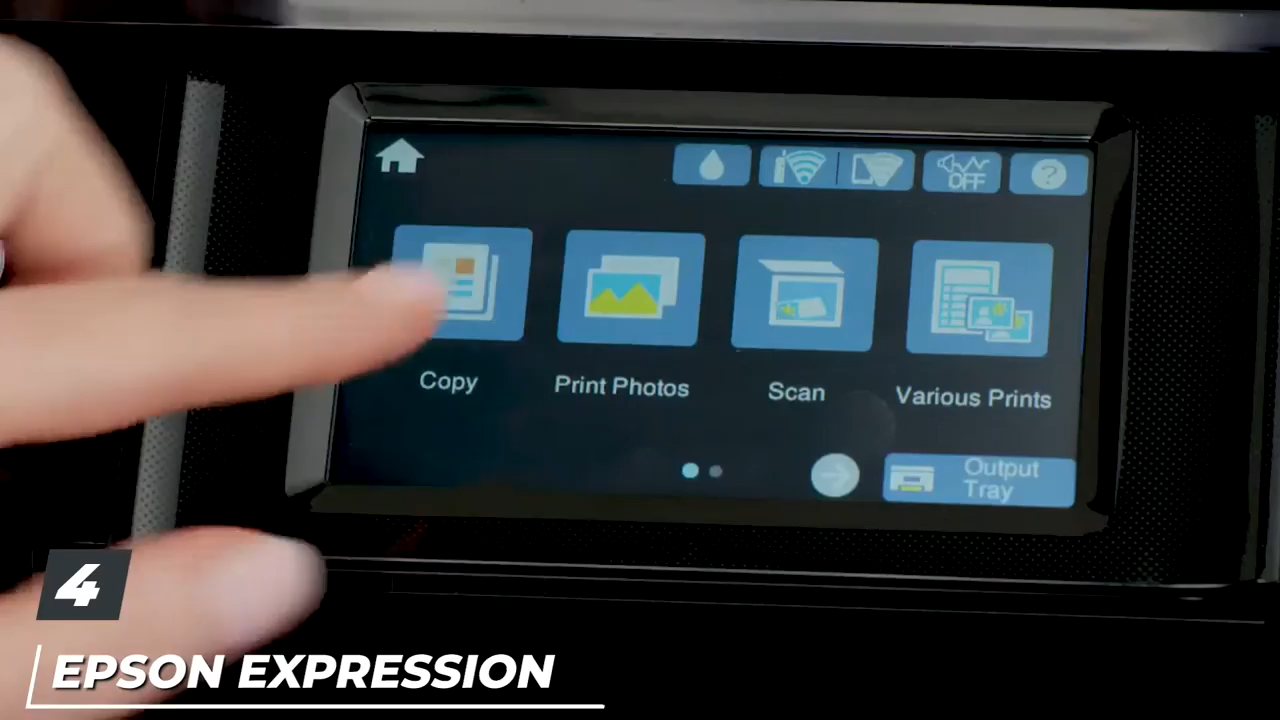 OFF
?
Copy
Print Photos
Scan
Various Prints
Output
Tray
4
EPSON EXPRESSION